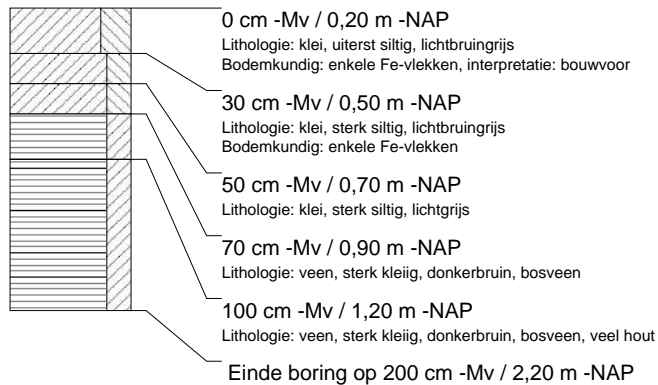 0 cm -Mv / 0,20 m -NAP
Lithologie: klei, uiterst siltig, lichtbruingrijs
Bodemkundig: enkele Fe-vlekken, interpretatie: bouwvoor
30 cm -Mv / 0,50 m -NAP
Lithologie: klei, sterk siltig, lichtbruingrijs
Bodemkundig: enkele Fe-vlekken
50 cm -Mv / 0,70 m -NAP
Lithologie: klei, sterk siltig, lichtgrijs
70 cm -Mv / 0,90 m -NAP
Lithologie: veen, sterk kleiig, donkerbruin, bosveen
100 cm -Mv / 1,20 m -NAP
Lithologie: veen, sterk kleiig, donkerbruin, bosveen, veel hout
Einde boring op 200 cm -Mv / 2,20 m -NAP